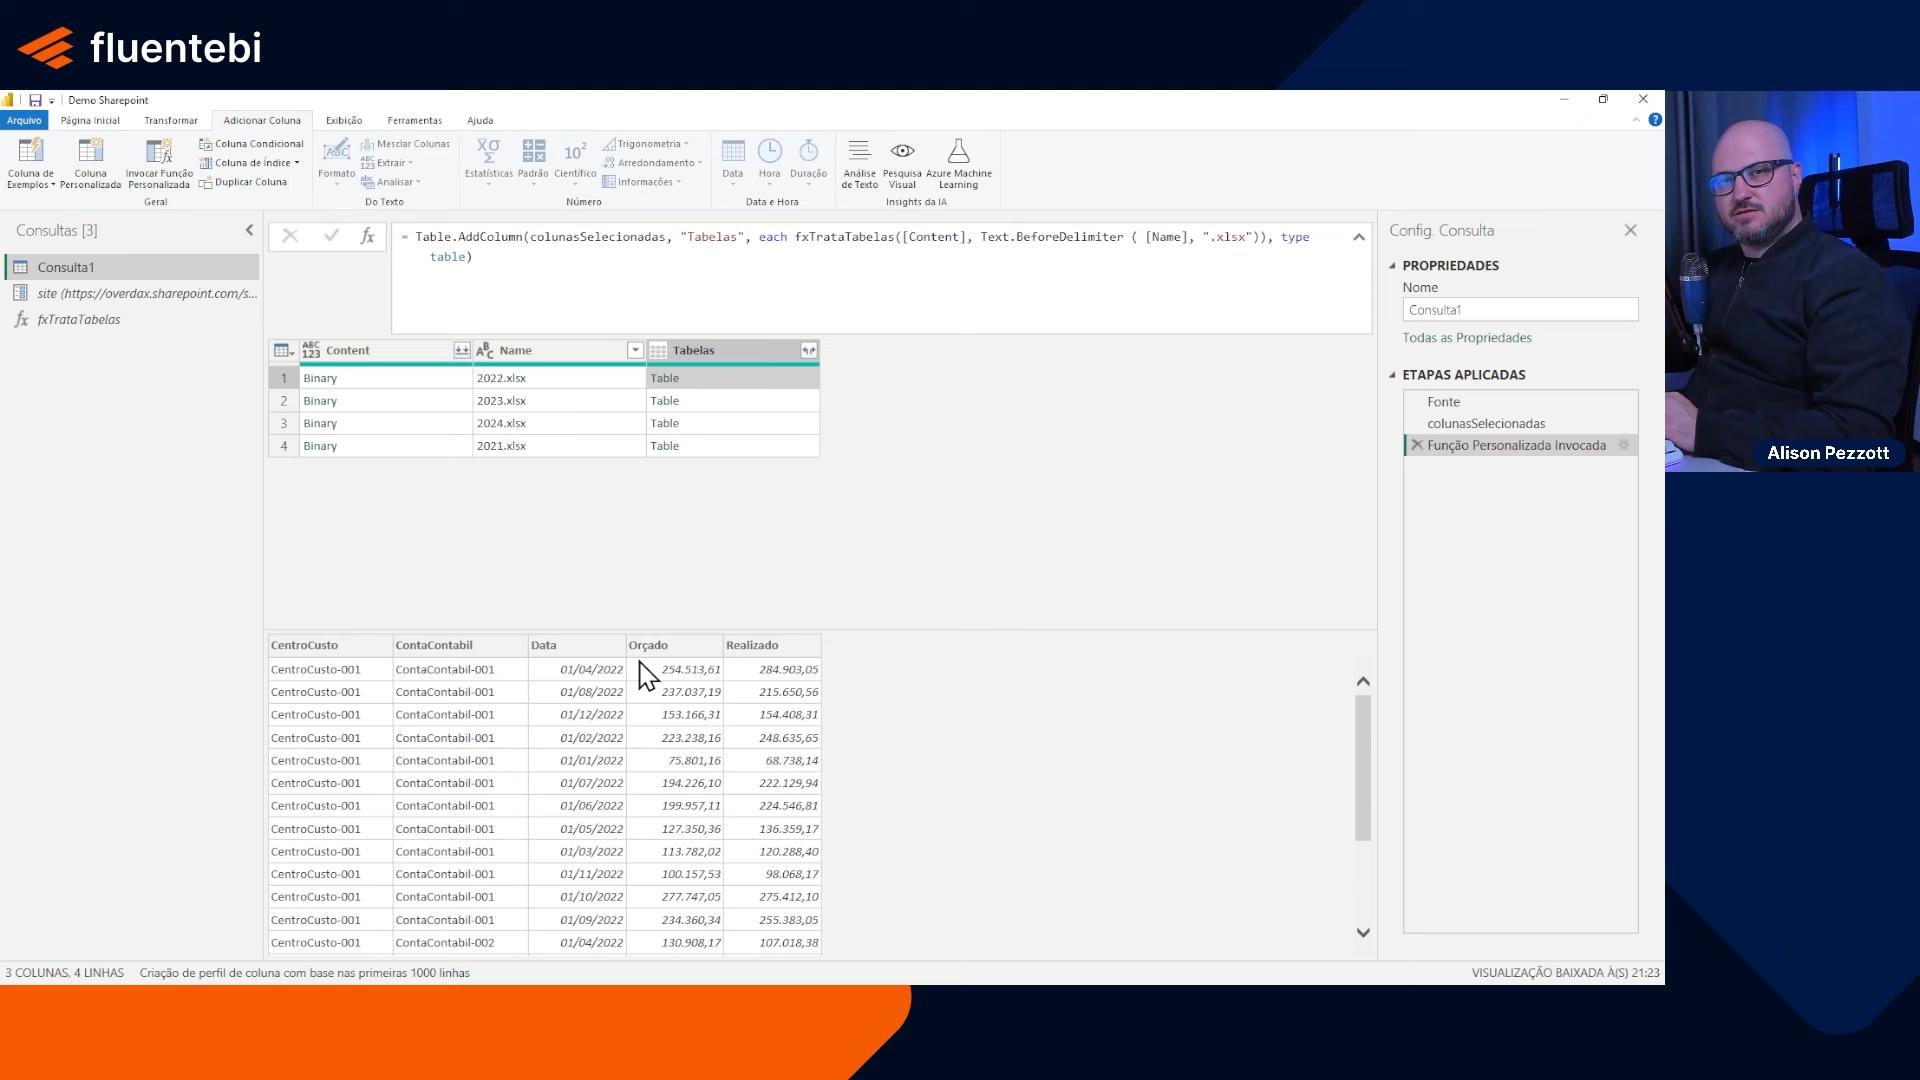 fluentebi
Demo Sharepoint
Arquivo Página Inicial Transformar Adicionar Coluna Exibição Ferramentas Ajuda
Coluna de Exemplos
Coluna Personalizada
Invocar Função Personalizada
Coluna Condicional
Coluna de Índice
Duplicar Coluna
Geral
Formato
Mesclar Colunas
Extrair
Analisar
Do Texto
Estatísticas
Padrão
Científico
Trigonometria
Arredondamento
Informações
Número
Data
Hora
Duração
Data e Hora
Análise de Texto
Pesquisa Visual
Azure Machine Learning
Insights da IA
Consultas [3]
Consulta1
site (https://overdax.sharepoint.com/s...
fxTrataTabelas
= Table.AddColumn(colunasSelecionadas, "Tabelas", each fxTrataTabelas([Content], Text.BeforeDelimiter ( [Name], ".xlsx")), type
table)
Content Name Tabelas
1 Binary 2022.xlsx Table
2 Binary 2023.xlsx Table
3 Binary 2024.xlsx Table
4 Binary 2021.xlsx Table
CentroCusto ContaContabil Data Orçado Realizado
CentroCusto-001 ContaContabil-001 01/04/2022 254.513,61 284.903,05
CentroCusto-001 ContaContabil-001 01/08/2022 237.037,19 215.650,56
CentroCusto-001 ContaContabil-001 01/12/2022 153.166,31 154.408,31
CentroCusto-001 ContaContabil-001 01/02/2022 223.238,16 248.635,65
CentroCusto-001 ContaContabil-001 01/01/2022 75.801,16 68.738,14
CentroCusto-001 ContaContabil-001 01/07/2022 194.226,10 222.129,94
CentroCusto-001 ContaContabil-001 01/06/2022 199.957,11 224.546,81
CentroCusto-001 ContaContabil-001 01/05/2022 127.350,36 136.359,17
CentroCusto-001 ContaContabil-001 01/03/2022 113.782,02 120.288,40
CentroCusto-001 ContaContabil-001 01/11/2022 100.157,53 98.068,17
CentroCusto-001 ContaContabil-001 01/10/2022 277.747,05 275.412,10
CentroCusto-001 ContaContabil-001 01/09/2022 234.360,34 255.383,05
CentroCusto-001 ContaContabil-002 01/04/2022 130.908,17 107.018,38
Config. Consulta
PROPRIEDADES
Nome
Consulta1
Todas as Propriedades
ETAPAS APLICADAS
Fonte
colunasSelecionadas
Função Personalizada Invocada
Alison Pezzott
3 COLUNAS, 4 LINHAS Criação de perfil de coluna com base nas primeiras 1000 linhas
VISUALIZAÇÃO BAIXADA À(S) 21:23